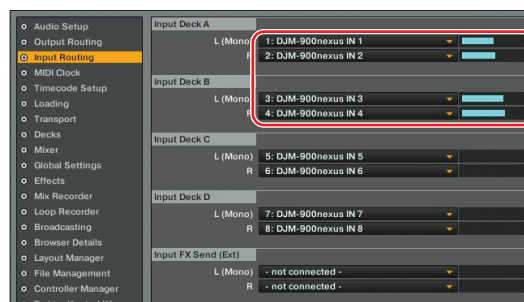 Audio Setup
Output Routing
Input Routing
MIDI Clock
Timecode Setup
Loading
Transport
Decks
Mixer
Global Settings
Effects
Mix Recorder
Loop Recorder
Broadcasting
Browser Details
Layout Manager
File Management
Controller Manager
Input Deck A
L (Mono) 1: DJM-900nexus IN 1
R 2: DJM-900nexus IN 2
Input Deck B
L (Mono) 3: DJM-900nexus IN 3
4: DJM-900nexus IN 4
Input Deck C
L (Mono) 5: DJM-900nexus IN 5
R 6: DJM-900nexus IN 6
Input Deck D
L (Mono) 7: DJM-900nexus IN 7
R 8: DJM-900nexus IN 8
Input FX Send (Ext)
L (Mono) - not connected -
R - not connected -